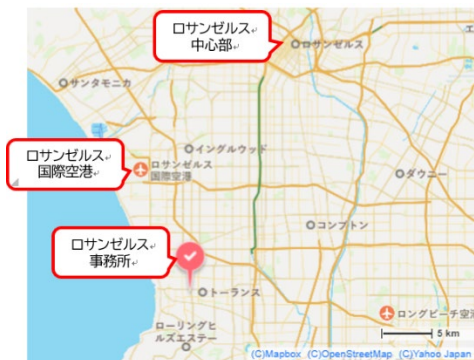 ロサンゼルス
中心部
ロサンゼルス
サンタモニカ
イングルウッド
ロサンゼルス
国際空港
ロサンゼルス
国際空港
ダウニー
コンプトン
ロサンゼルス
事務所
トーランス
ローリングヒ
ルズエステー
ロングビーチ空
5 km
(C)Mapbox (C)OpenStreetMap (C)Yahoo Japan